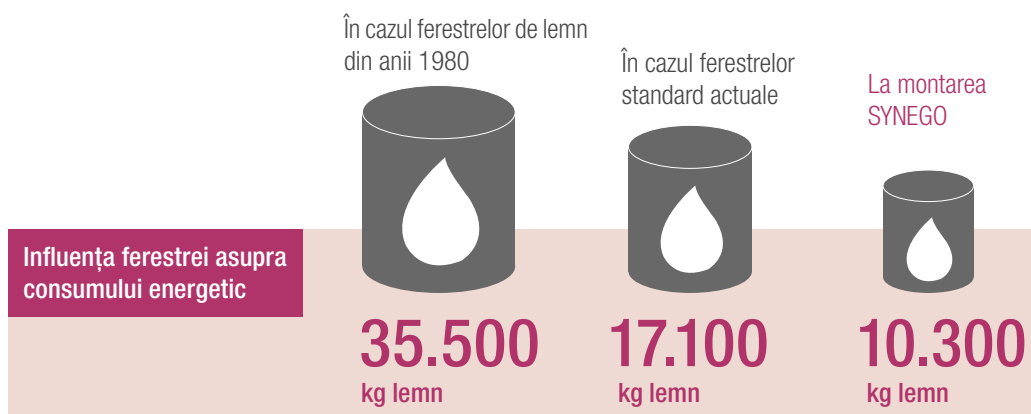 În cazul ferestrelor de lemn
din anii 1980
În cazul ferestrelor
standard actuale
La montarea
SYNEGO
Influența ferestrei asupra
consumului energetic
35.500
kg lemn
17.100
kg lemn
10.300
kg lemn